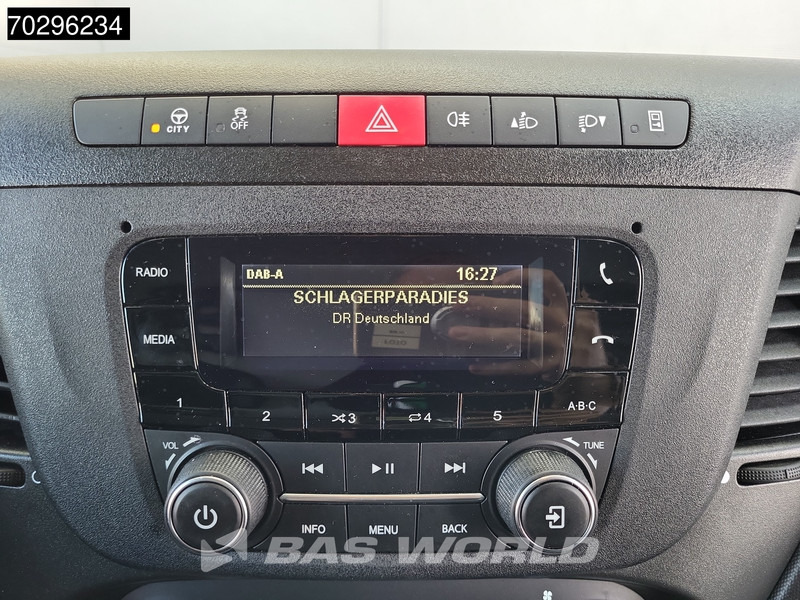 70296234
CITY
OFF
RADIO
DAB-A 16:27
SCHLAGERPARADIES
DR Deutschland
MEDIA
1 2 3 4 5 A·B·C
VOL TUNE
INFO MENU BACK
BAS WORLD